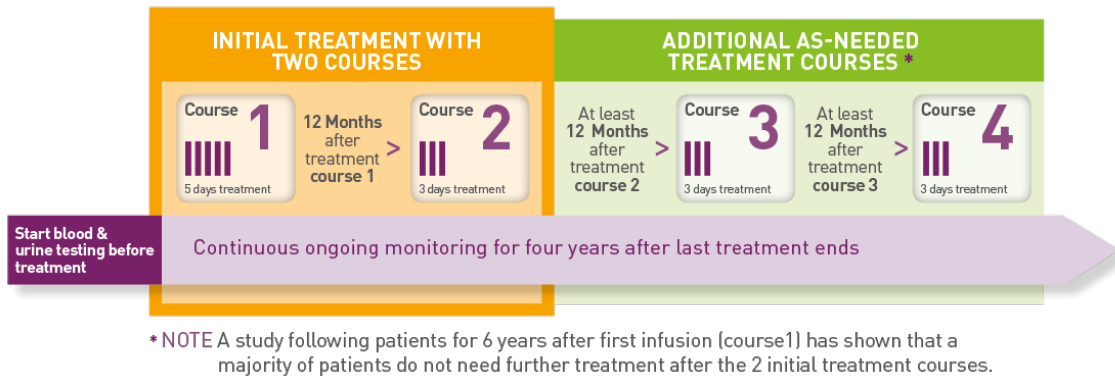 INITIAL TREATMENT WITH
TWO COURSES
ADDITIONAL AS-NEEDED
TREATMENT COURSES *
Course 1
5 days treatment
12 Months
after
treatment
course 1
>
Course 2
3 days treatment
At least
12 Months
after
treatment
course 2
>
Course 3
3 days treatment
At least
12 Months
after
treatment
course 3
>
Course 4
3 days treatment
Start blood &
urine testing before
treatment
Continuous ongoing monitoring for four years after last treatment ends
* NOTE A study following patients for 6 years after first infusion (course1) has shown that a
majority of patients do not need further treatment after the 2 initial treatment courses.